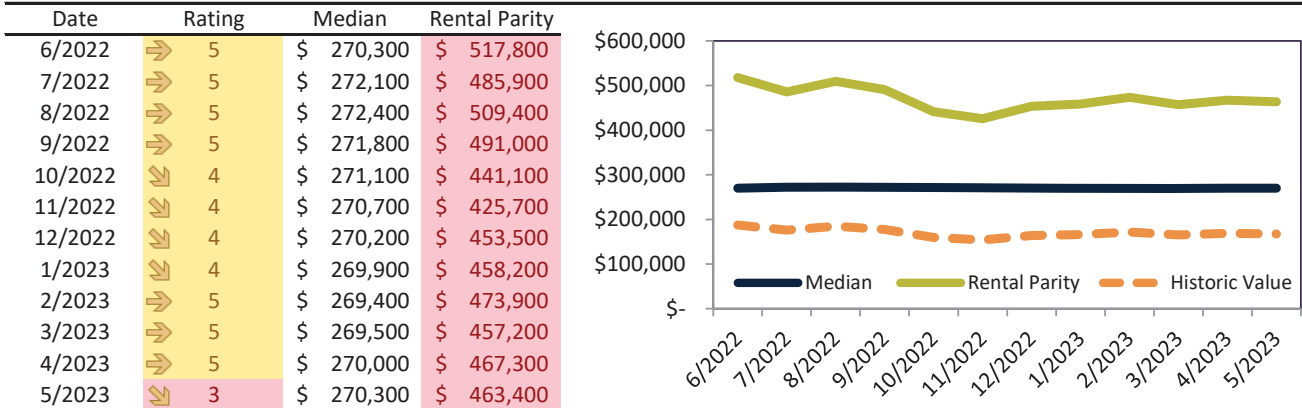 Date Rating Median Rental Parity
6/2022 5 $ 270,300 $ 517,800
7/2022 5 $ 272,100 $ 485,900
8/2022 5 $ 272,400 $ 509,400
9/2022 5 $ 271,800 $ 491,000
10/2022 4 $ 271,100 $ 441,100
11/2022 4 $ 270,700 $ 425,700
12/2022 4 $ 270,200 $ 453,500
1/2023 4 $ 269,900 $ 458,200
2/2023 5 $ 269,400 $ 473,900
3/2023 5 $ 269,500 $ 457,200
4/2023 5 $ 270,000 $ 467,300
5/2023 3 $ 270,300 $ 463,400
$600,000
$500,000
$400,000
$300,000
$200,000
$100,000
$-
Median Rental Parity Historic Value
6/2022 7/2022 8/2022 9/2022 10/2022 11/2022 12/2022 1/2023 2/2023 3/2023 4/2023 5/2023